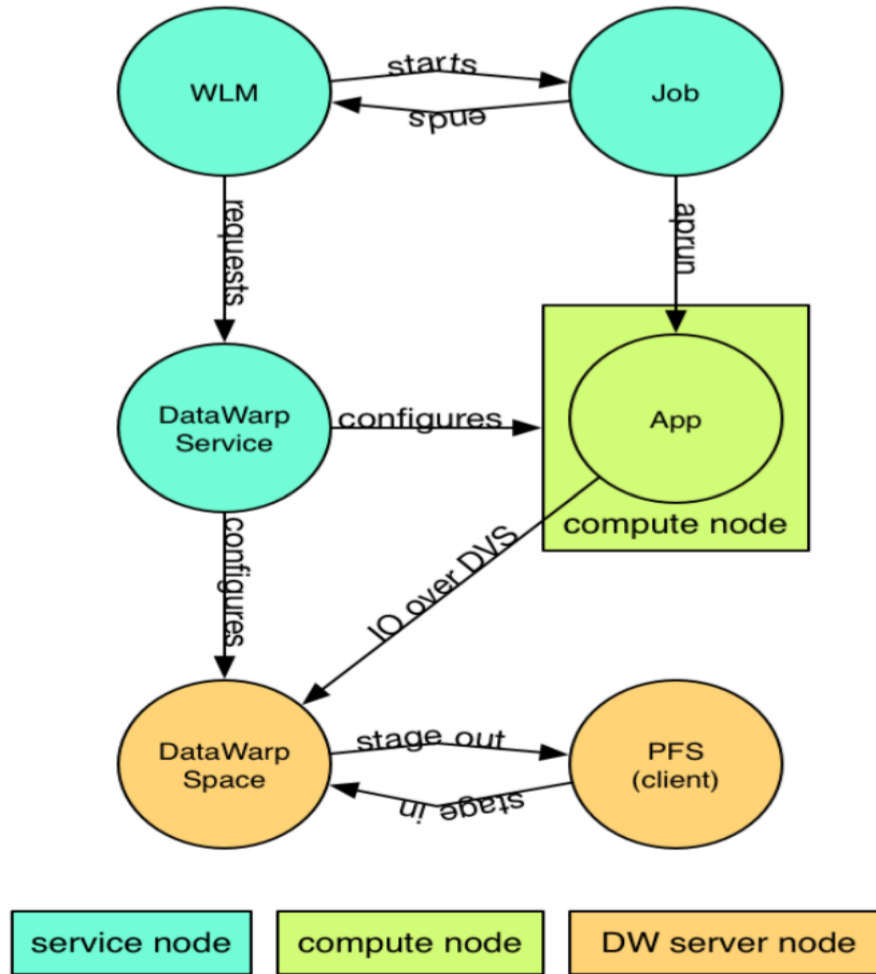 WLM
starts
Job
ends
requests
aprun
DataWarp
Service
configures
App
compute node
configures
IO over DVS
DataWarp
Space
stage out
PFS
(client)
stage in
service node
compute node
DW server node